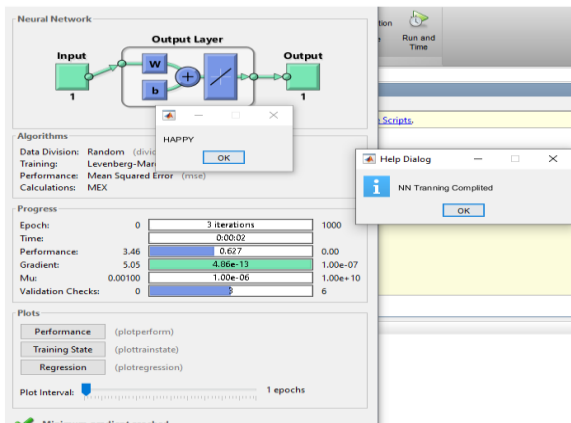 Neural Network
Output Layer
Input
Output
W
b
1
1
Run and
Time
Scripts.
HAPPY
OK
Help Dialog
NN Tranning Complited
OK
Algorithms
Data Division: Random
Training:
Performance: Mean Squared Error (mse)
Calculations: MEX
Progress
Epoch: 0 3 iterations 1000
Time: 0:00:02
Performance: 3.46 0.627 0.00
Gradient: 5.05 4.86e-13 1.00e-07
Mu: 0.00100 1.00e-06 1.00e+10
Validation Checks: 0 3 6
Plots
Performance (plotperform)
Training State (plottrainstate)
Regression (plotregression)
Plot Interval: 1 epochs